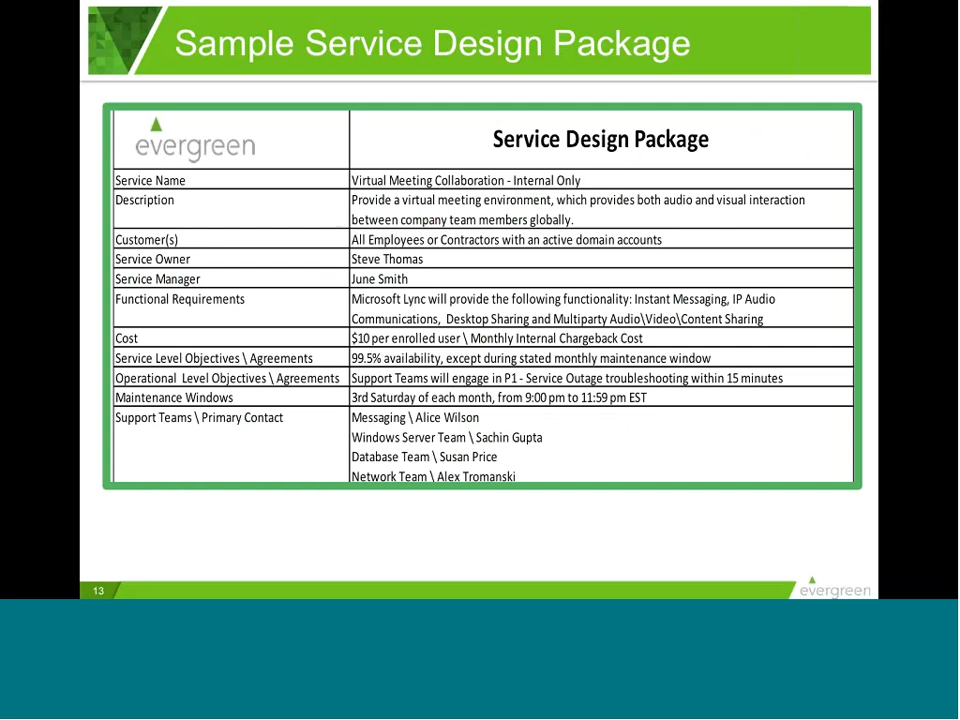 Sample Service Design Package
evergreen
Service Design Package
Service Name
Virtual Meeting Collaboration - Internal Only
Description
Provide a virtual meeting environment, which provides both audio and visual interaction
between company team members globally.
Customer(s)
All Employees or Contractors with an active domain accounts
Service Owner
Steve Thomas
Service Manager
June Smith
Functional Requirements
Microsoft Lync will provide the following functionality: Instant Messaging, IP Audio
Communications, Desktop Sharing and Multiparty Audio\Video\Content Sharing
Cost
$10 per enrolled user \ Monthly Internal Chargeback Cost
Service Level Objectives \ Agreements
99.5% availability, except during stated monthly maintenance window
Operational Level Objectives \ Agreements
Support Teams will engage in P1 - Service Outage troubleshooting within 15 minutes
Maintenance Windows
3rd Saturday of each month, from 9:00 pm to 11:59 pm EST
Support Teams \ Primary Contact
Messaging \ Alice Wilson
Windows Server Team \ Sachin Gupta
Database Team \ Susan Price
Network Team \ Alex Tromanski
13
evergreen